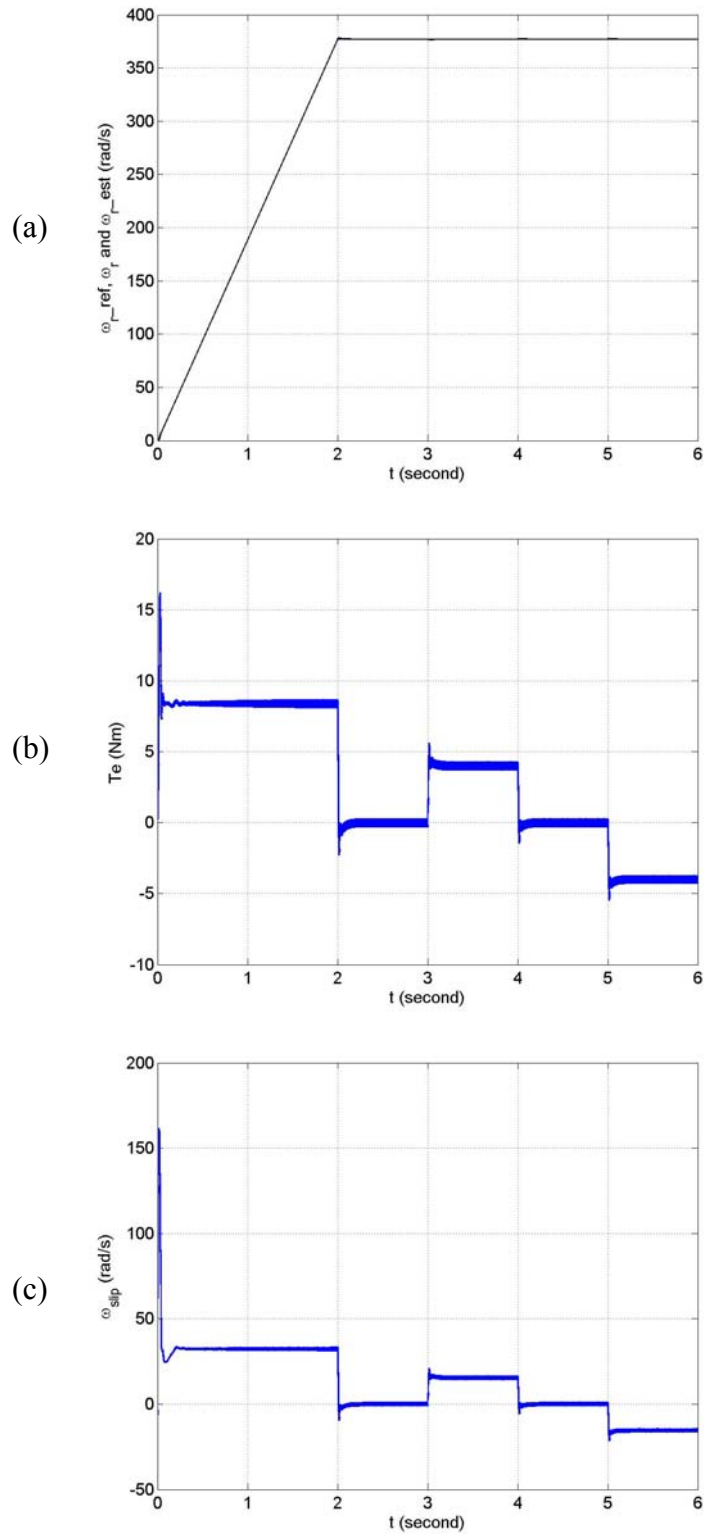 (a)
ω_r_ref, ω_r and ω_r_est (rad/s)
400
350
300
250
200
150
100
50
0
0 1 2 3 4 5 6
t (second)
(b)
Te (Nm)
20
15
10
5
0
-5
-10
0 1 2 3 4 5 6
t (second)
(c)
ω_slip (rad/s)
200
150
100
50
0
-50
0 1 2 3 4 5 6
t (second)